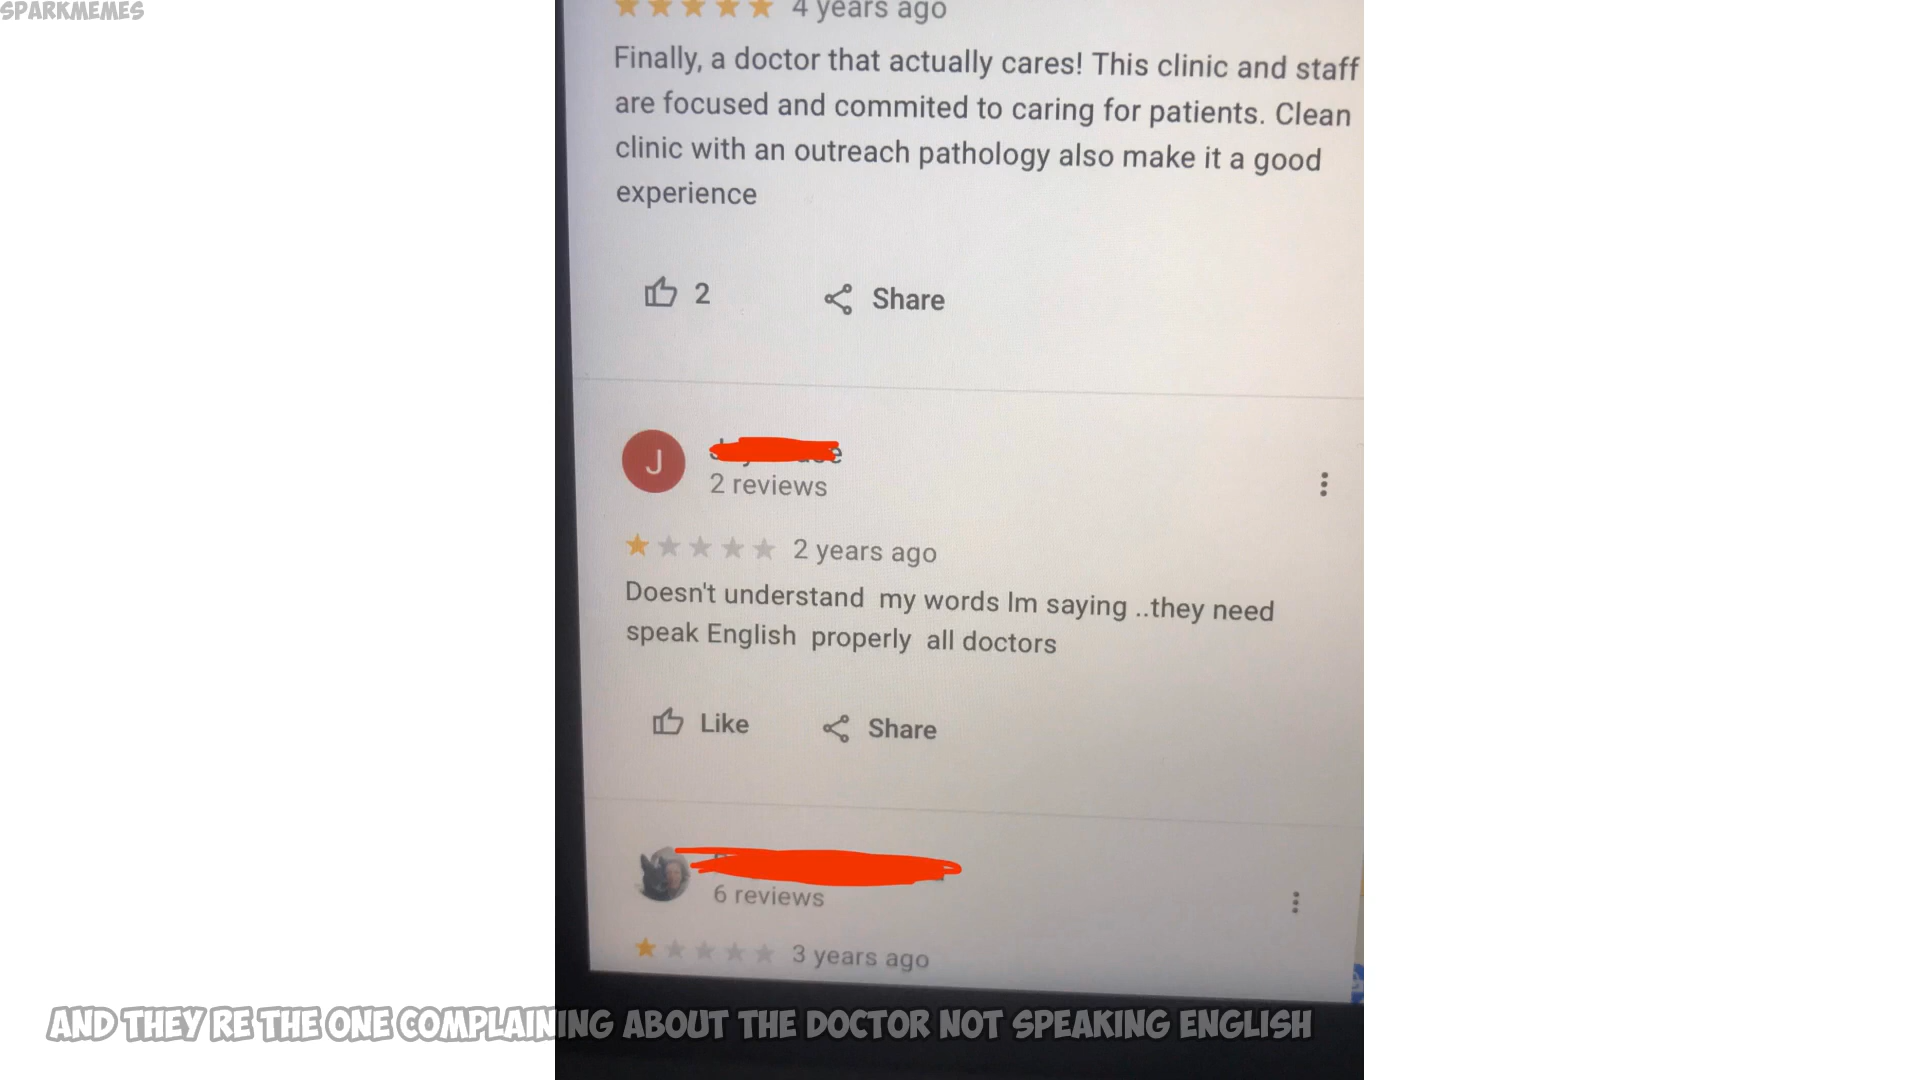 SPARKMEMES
4 years ago
Finally, a doctor that actually cares! This clinic and staff
are focused and commited to caring for patients. Clean
clinic with an outreach pathology also make it a good
experience
2 Share
J
2 reviews
2 years ago
Doesn't understand my words Im saying ..they need
speak English properly all doctors
Like Share
6 reviews
3 years ago
AND THEY RE THE ONE COMPLAINING ABOUT THE DOCTOR NOT SPEAKING ENGLISH